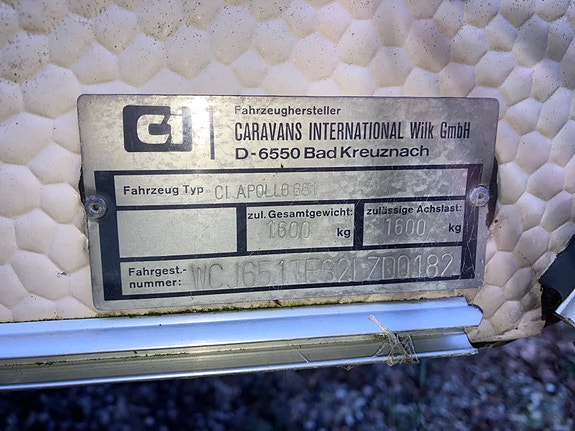 Ci
Fahrzeughersteller
CARAVANS INTERNATIONAL Wilk GmbH
D-6550 Bad Kreuznach
Fahrzeug Typ CI APOLLO 651
zul. Gesamtgewicht: zulässige Achslast:
1600 kg 1600 kg
Fahrgest.-
nummer: